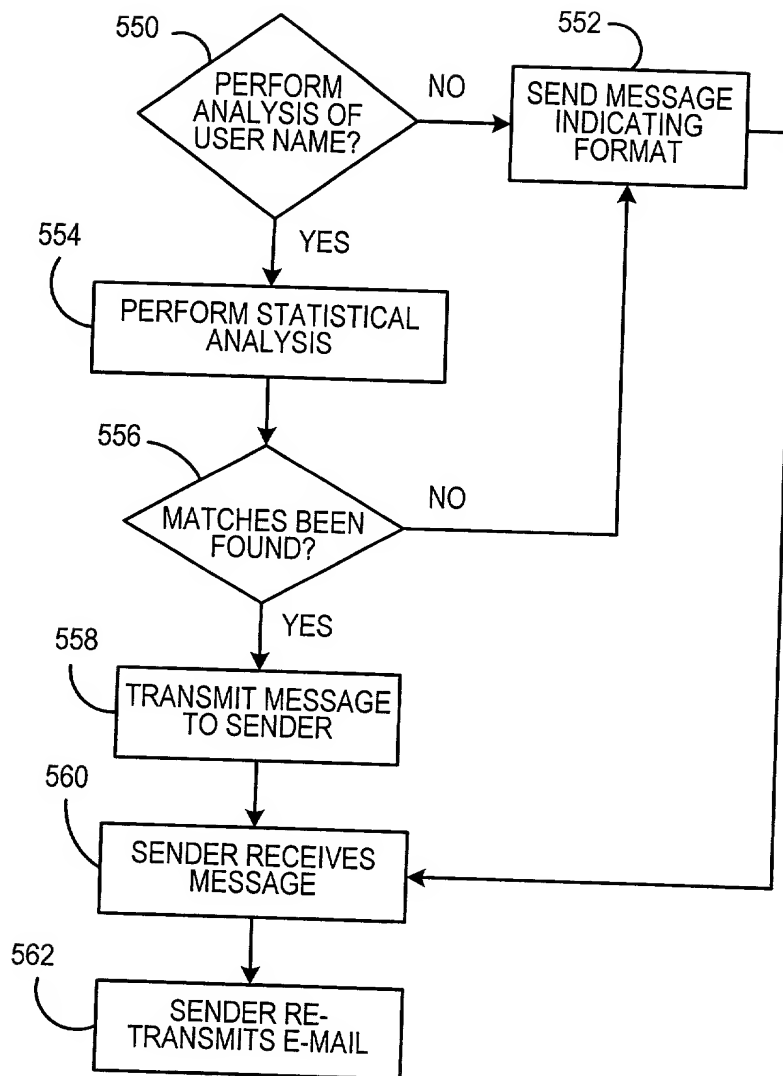 550
PERFORM
ANALYSIS OF
USER NAME?
NO
552
SEND MESSAGE
INDICATING
FORMAT
YES
554
PERFORM STATISTICAL
ANALYSIS
556
MATCHES BEEN
FOUND?
NO
YES
558
TRANSMIT MESSAGE
TO SENDER
560
SENDER RECEIVES
MESSAGE
562
SENDER RE-
TRANSMITS E-MAIL